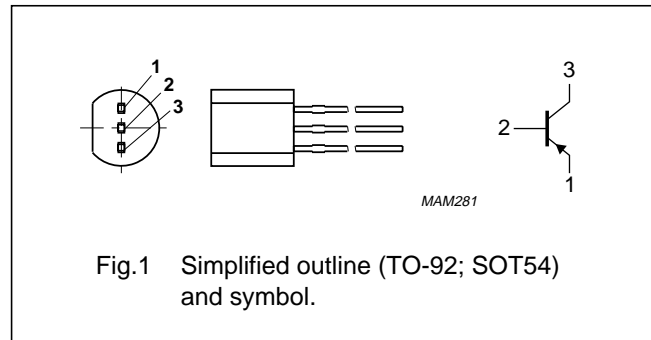 1
2
3
3
2
1
MAM281
Fig.1 Simplified outline (TO-92; SOT54)
and symbol.